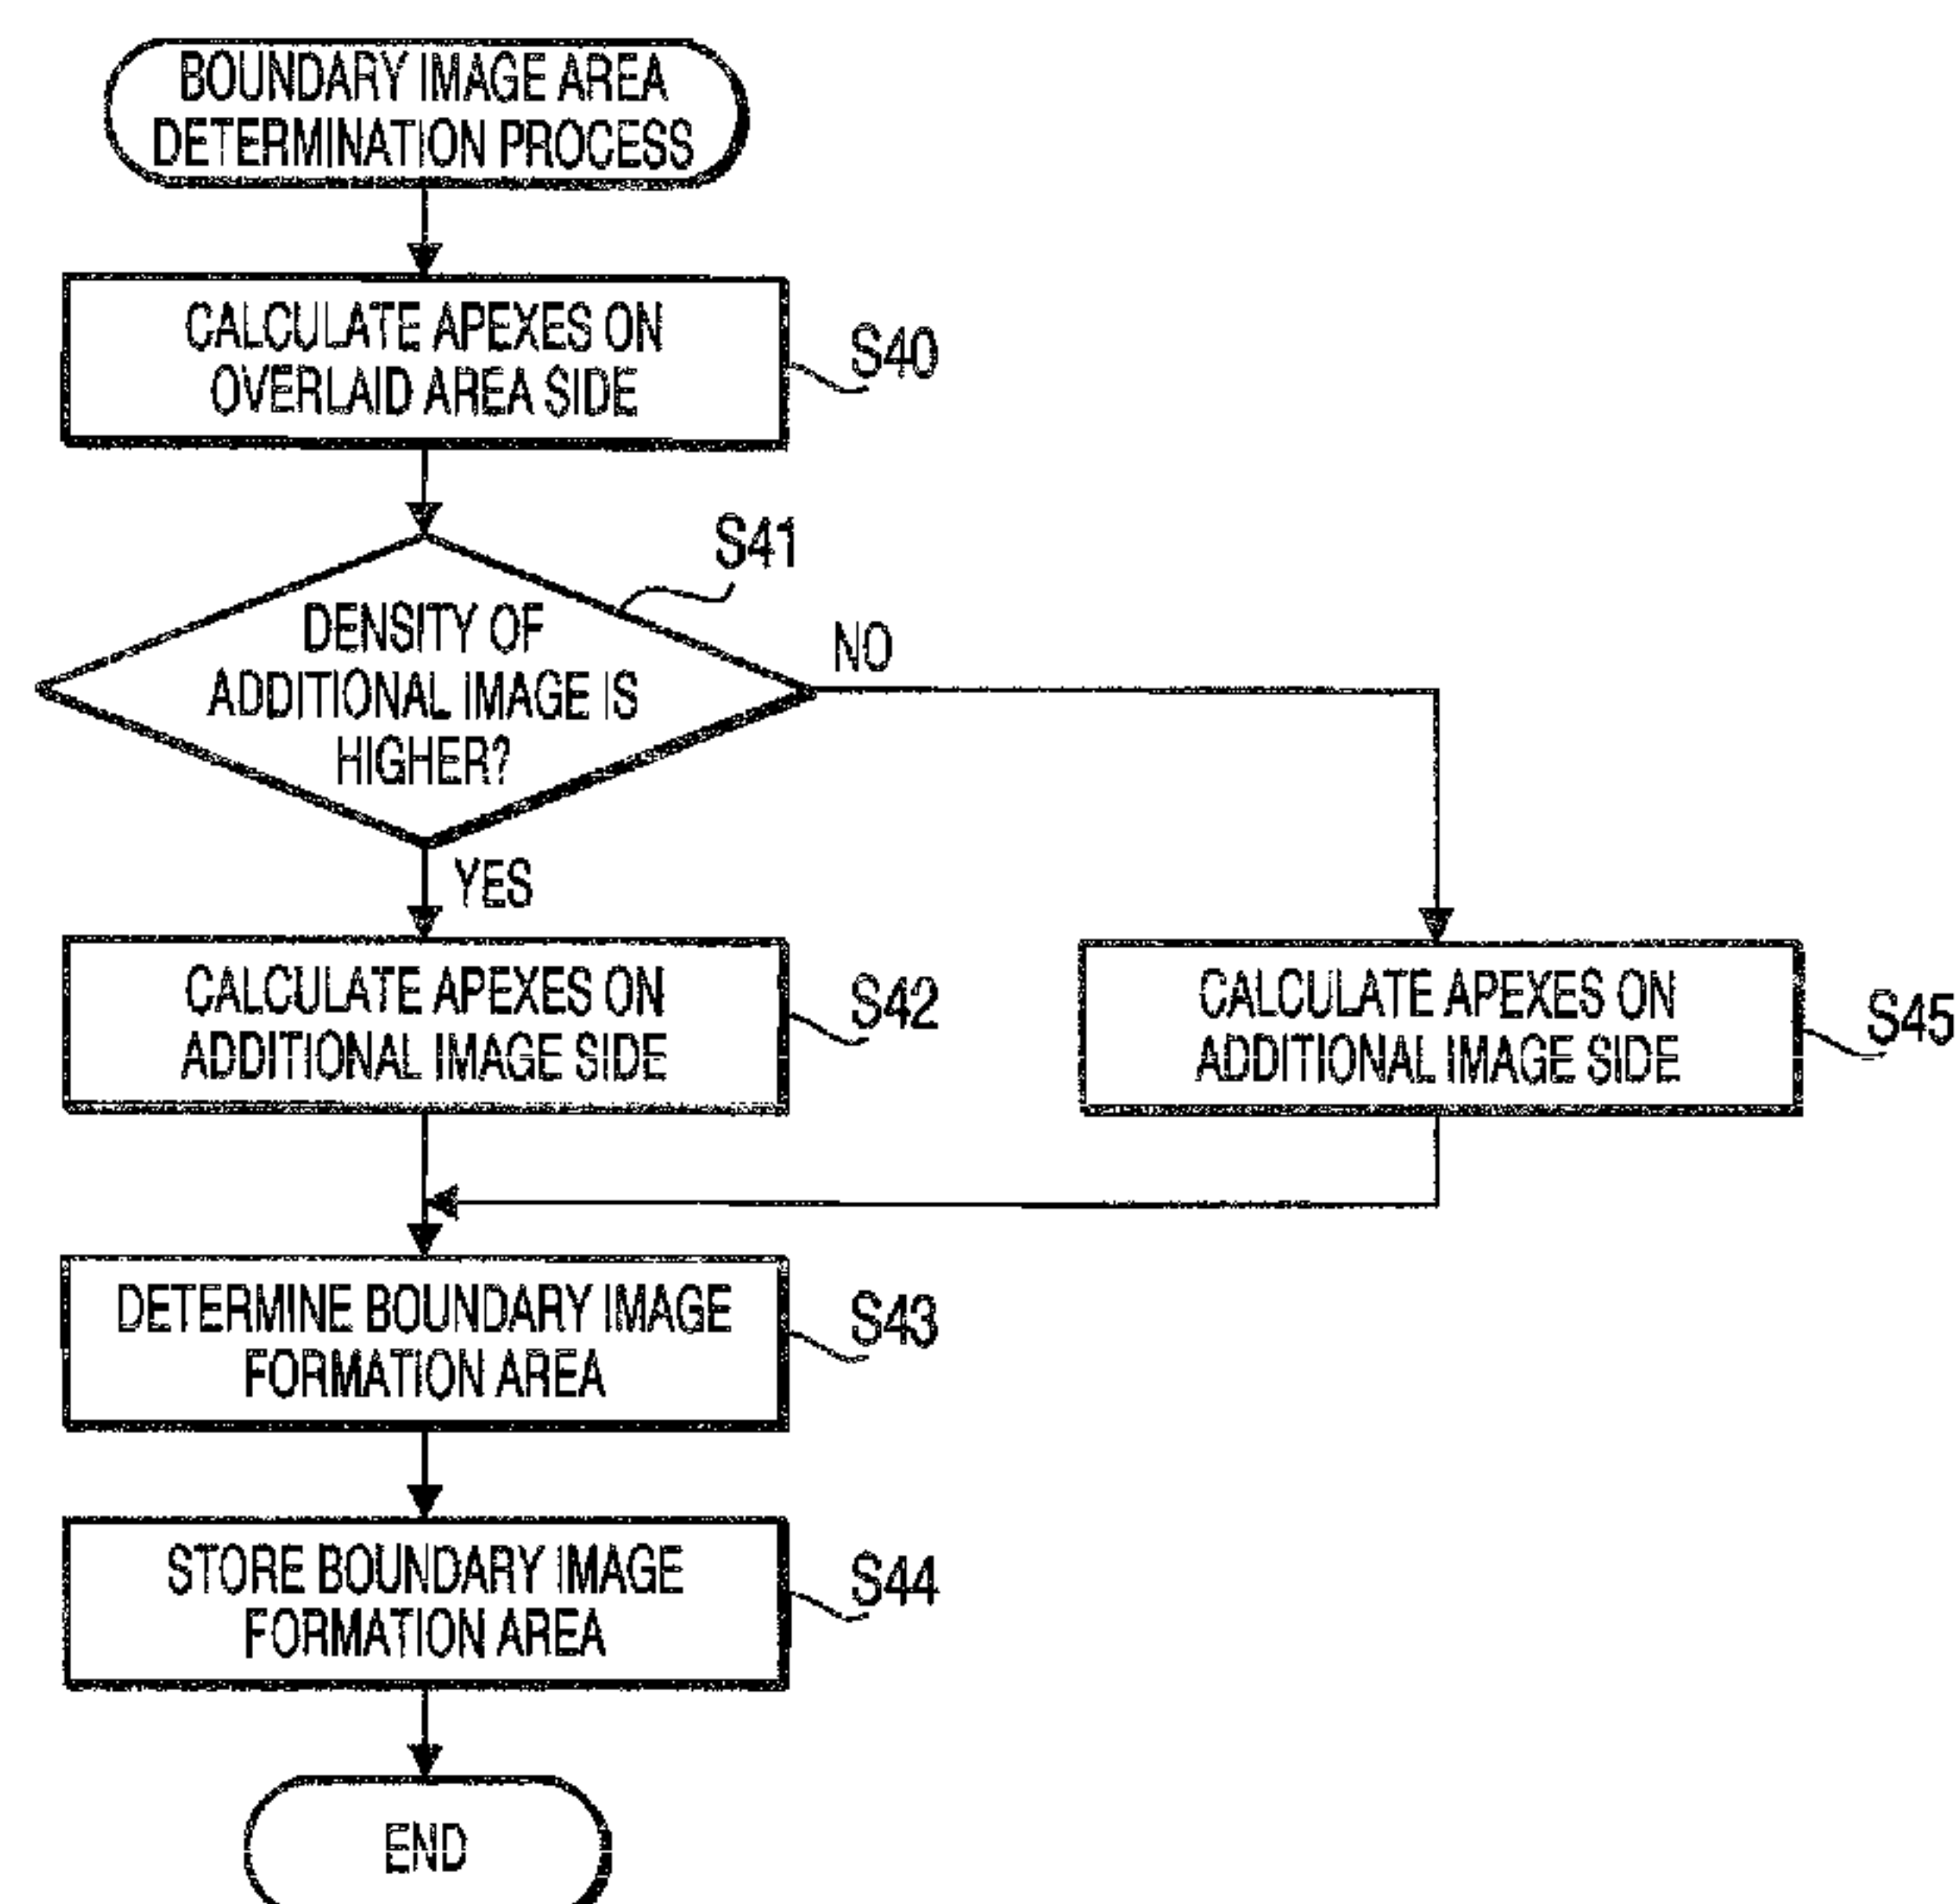 BOUNDARY IMAGE AREA
DETERMINATION PROCESS
CALCULATE APEXES ON
OVERLAID AREA SIDE
S40
S41
DENSITY OF
ADDITIONAL IMAGE IS
HIGHER?
NO
YES
CALCULATE APEXES ON
ADDITIONAL IMAGE SIDE
S42
CALCULATE APEXES ON
ADDITIONAL IMAGE SIDE
S45
DETERMINE BOUNDARY IMAGE
FORMATION AREA
S43
STORE BOUNDARY IMAGE
FORMATION AREA
S44
END